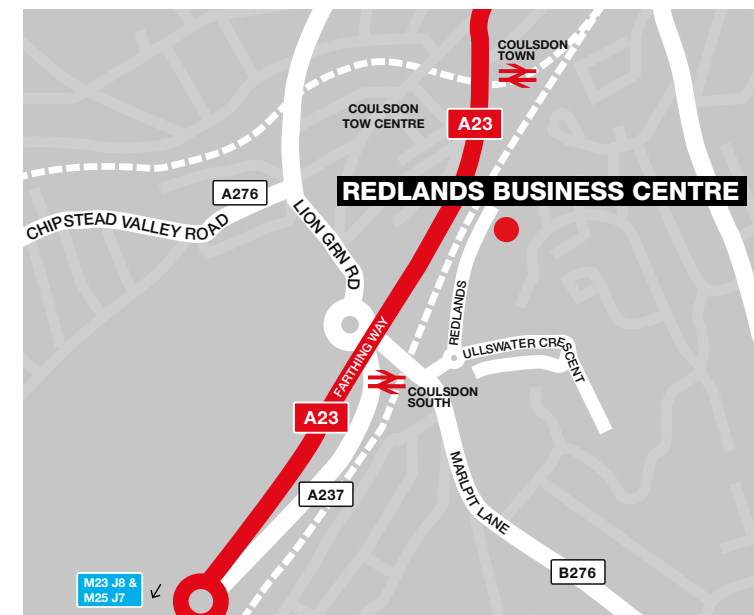 COULSDON
TOWN
COULSDON
TOW CENTRE
A23
REDLANDS BUSINESS CENTRE
A276
CHIPSTEAD VALLEY ROAD
LION GRN RD
REDLANDS
FARTHING WAY
ULLSWATER CRESCENT
COULSDON
SOUTH
A23
MARLPIT LANE
A237
B276
M23 J8 &
M25 J7